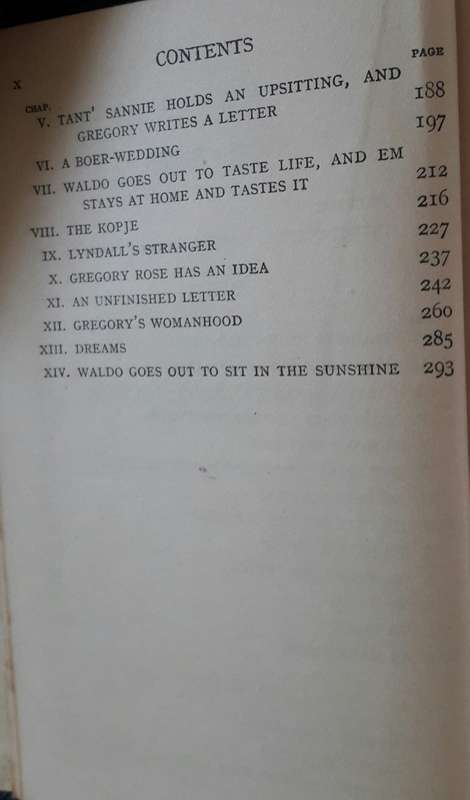 x
CONTENTS
CHAP. PAGE
V. TANT' SANNIE HOLDS AN UPSITTING, AND
GREGORY WRITES A LETTER 188
VI. A BOER-WEDDING 197
VII. WALDO GOES OUT TO TASTE LIFE, AND EM
STAYS AT HOME AND TASTES IT 212
VIII. THE KOPJE 216
IX. LYNDALL'S STRANGER 227
X. GREGORY ROSE HAS AN IDEA 237
XI. AN UNFINISHED LETTER 242
XII. GREGORY'S WOMANHOOD 260
XIII. DREAMS 285
XIV. WALDO GOES OUT TO SIT IN THE SUNSHINE 293